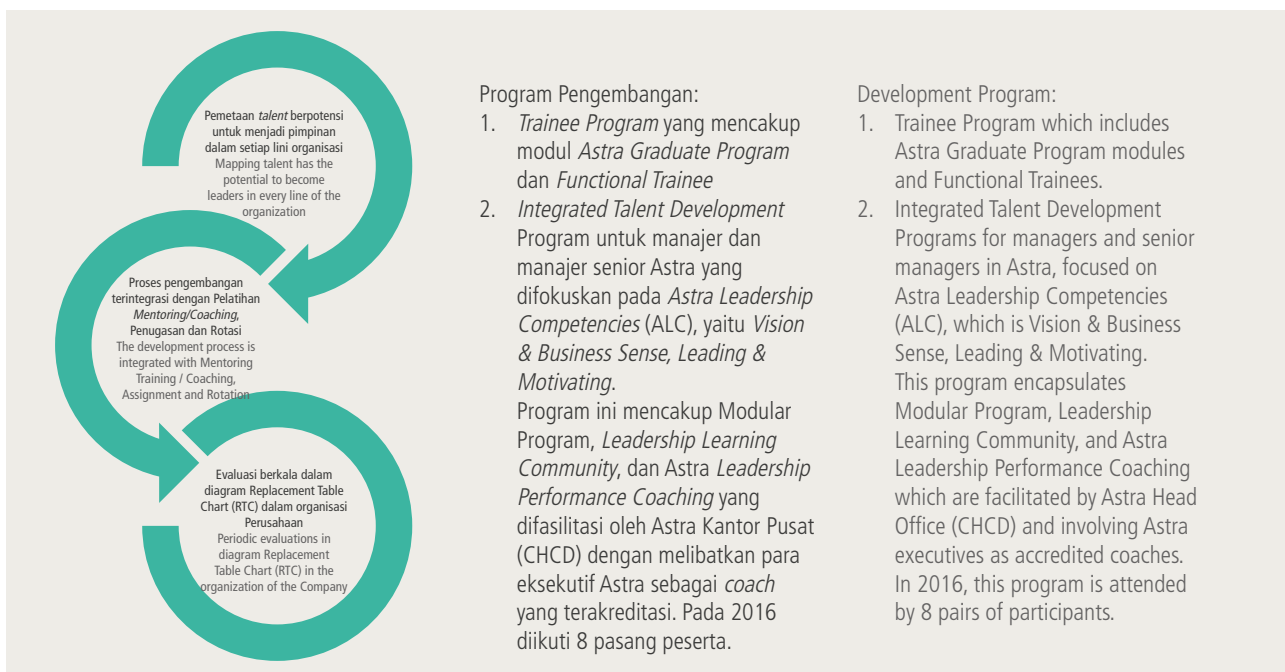 Pemetaan talent berpotensi
untuk menjadi pimpinan
dalam setiap lini organisasi
Mapping talent has the
potential to become
leaders in every line of the
organization
Proses pengembangan
terintegrasi dengan Pelatihan
Mentoring/Coaching,
Penugasan dan Rotasi
The development process is
integrated with Mentoring
Training / Coaching,
Assignment and Rotation
Evaluasi berkala dalam
diagram Replacement Table
Chart (RTC) dalam organisasi
Perusahaan
Periodic evaluations in
diagram Replacement
Table Chart (RTC) in the
organization of the Company
Program Pengembangan:
1. Trainee Program yang mencakup
modul Astra Graduate Program
dan Functional Trainee
2. Integrated Talent Development
Program untuk manajer dan
manajer senior Astra yang
difokuskan pada Astra Leadership
Competencies (ALC), yaitu Vision
& Business Sense, Leading &
Motivating.
Program ini mencakup Modular
Program, Leadership Learning
Community, dan Astra Leadership
Performance Coaching yang
difasilitasi oleh Astra Kantor Pusat
(CHCD) dengan melibatkan para
eksekutif Astra sebagai coach
yang terakreditasi. Pada 2016
diikuti 8 pasang peserta.
Development Program:
1. Trainee Program which includes
Astra Graduate Program modules
and Functional Trainees.
2. Integrated Talent Development
Programs for managers and senior
managers in Astra, focused on
Astra Leadership Competencies
(ALC), which is Vision & Business
Sense, Leading & Motivating.
This program encapsulates
Modular Program, Leadership
Learning Community, and Astra
Leadership Performance Coaching
which are facilitated by Astra Head
Office (CHCD) and involving Astra
executives as accredited coaches.
In 2016, this program is attended
by 8 pairs of participants.